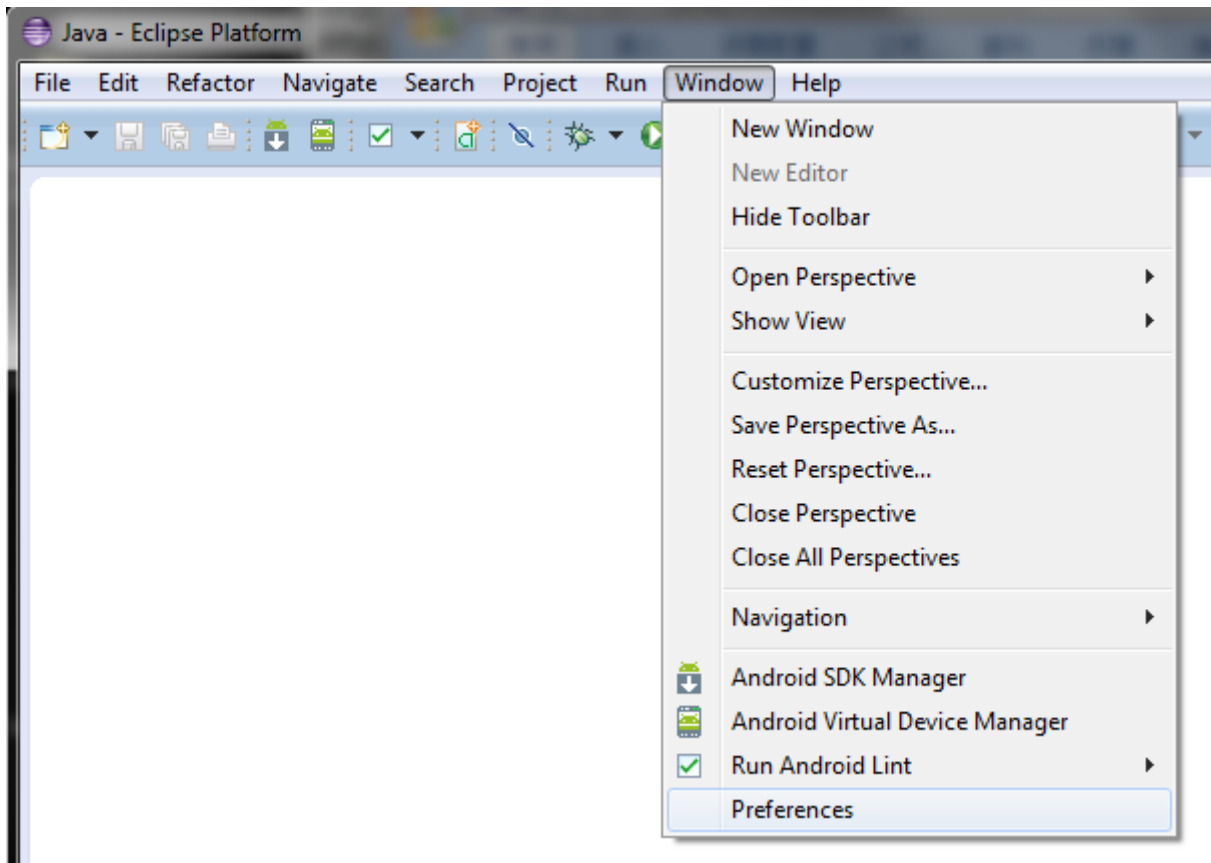 Java - Eclipse Platform
File Edit Refactor Navigate Search Project Run Window Help
New Window
New Editor
Hide Toolbar
Open Perspective
Show View
Customize Perspective...
Save Perspective As...
Reset Perspective...
Close Perspective
Close All Perspectives
Navigation
Android SDK Manager
Android Virtual Device Manager
Run Android Lint
Preferences